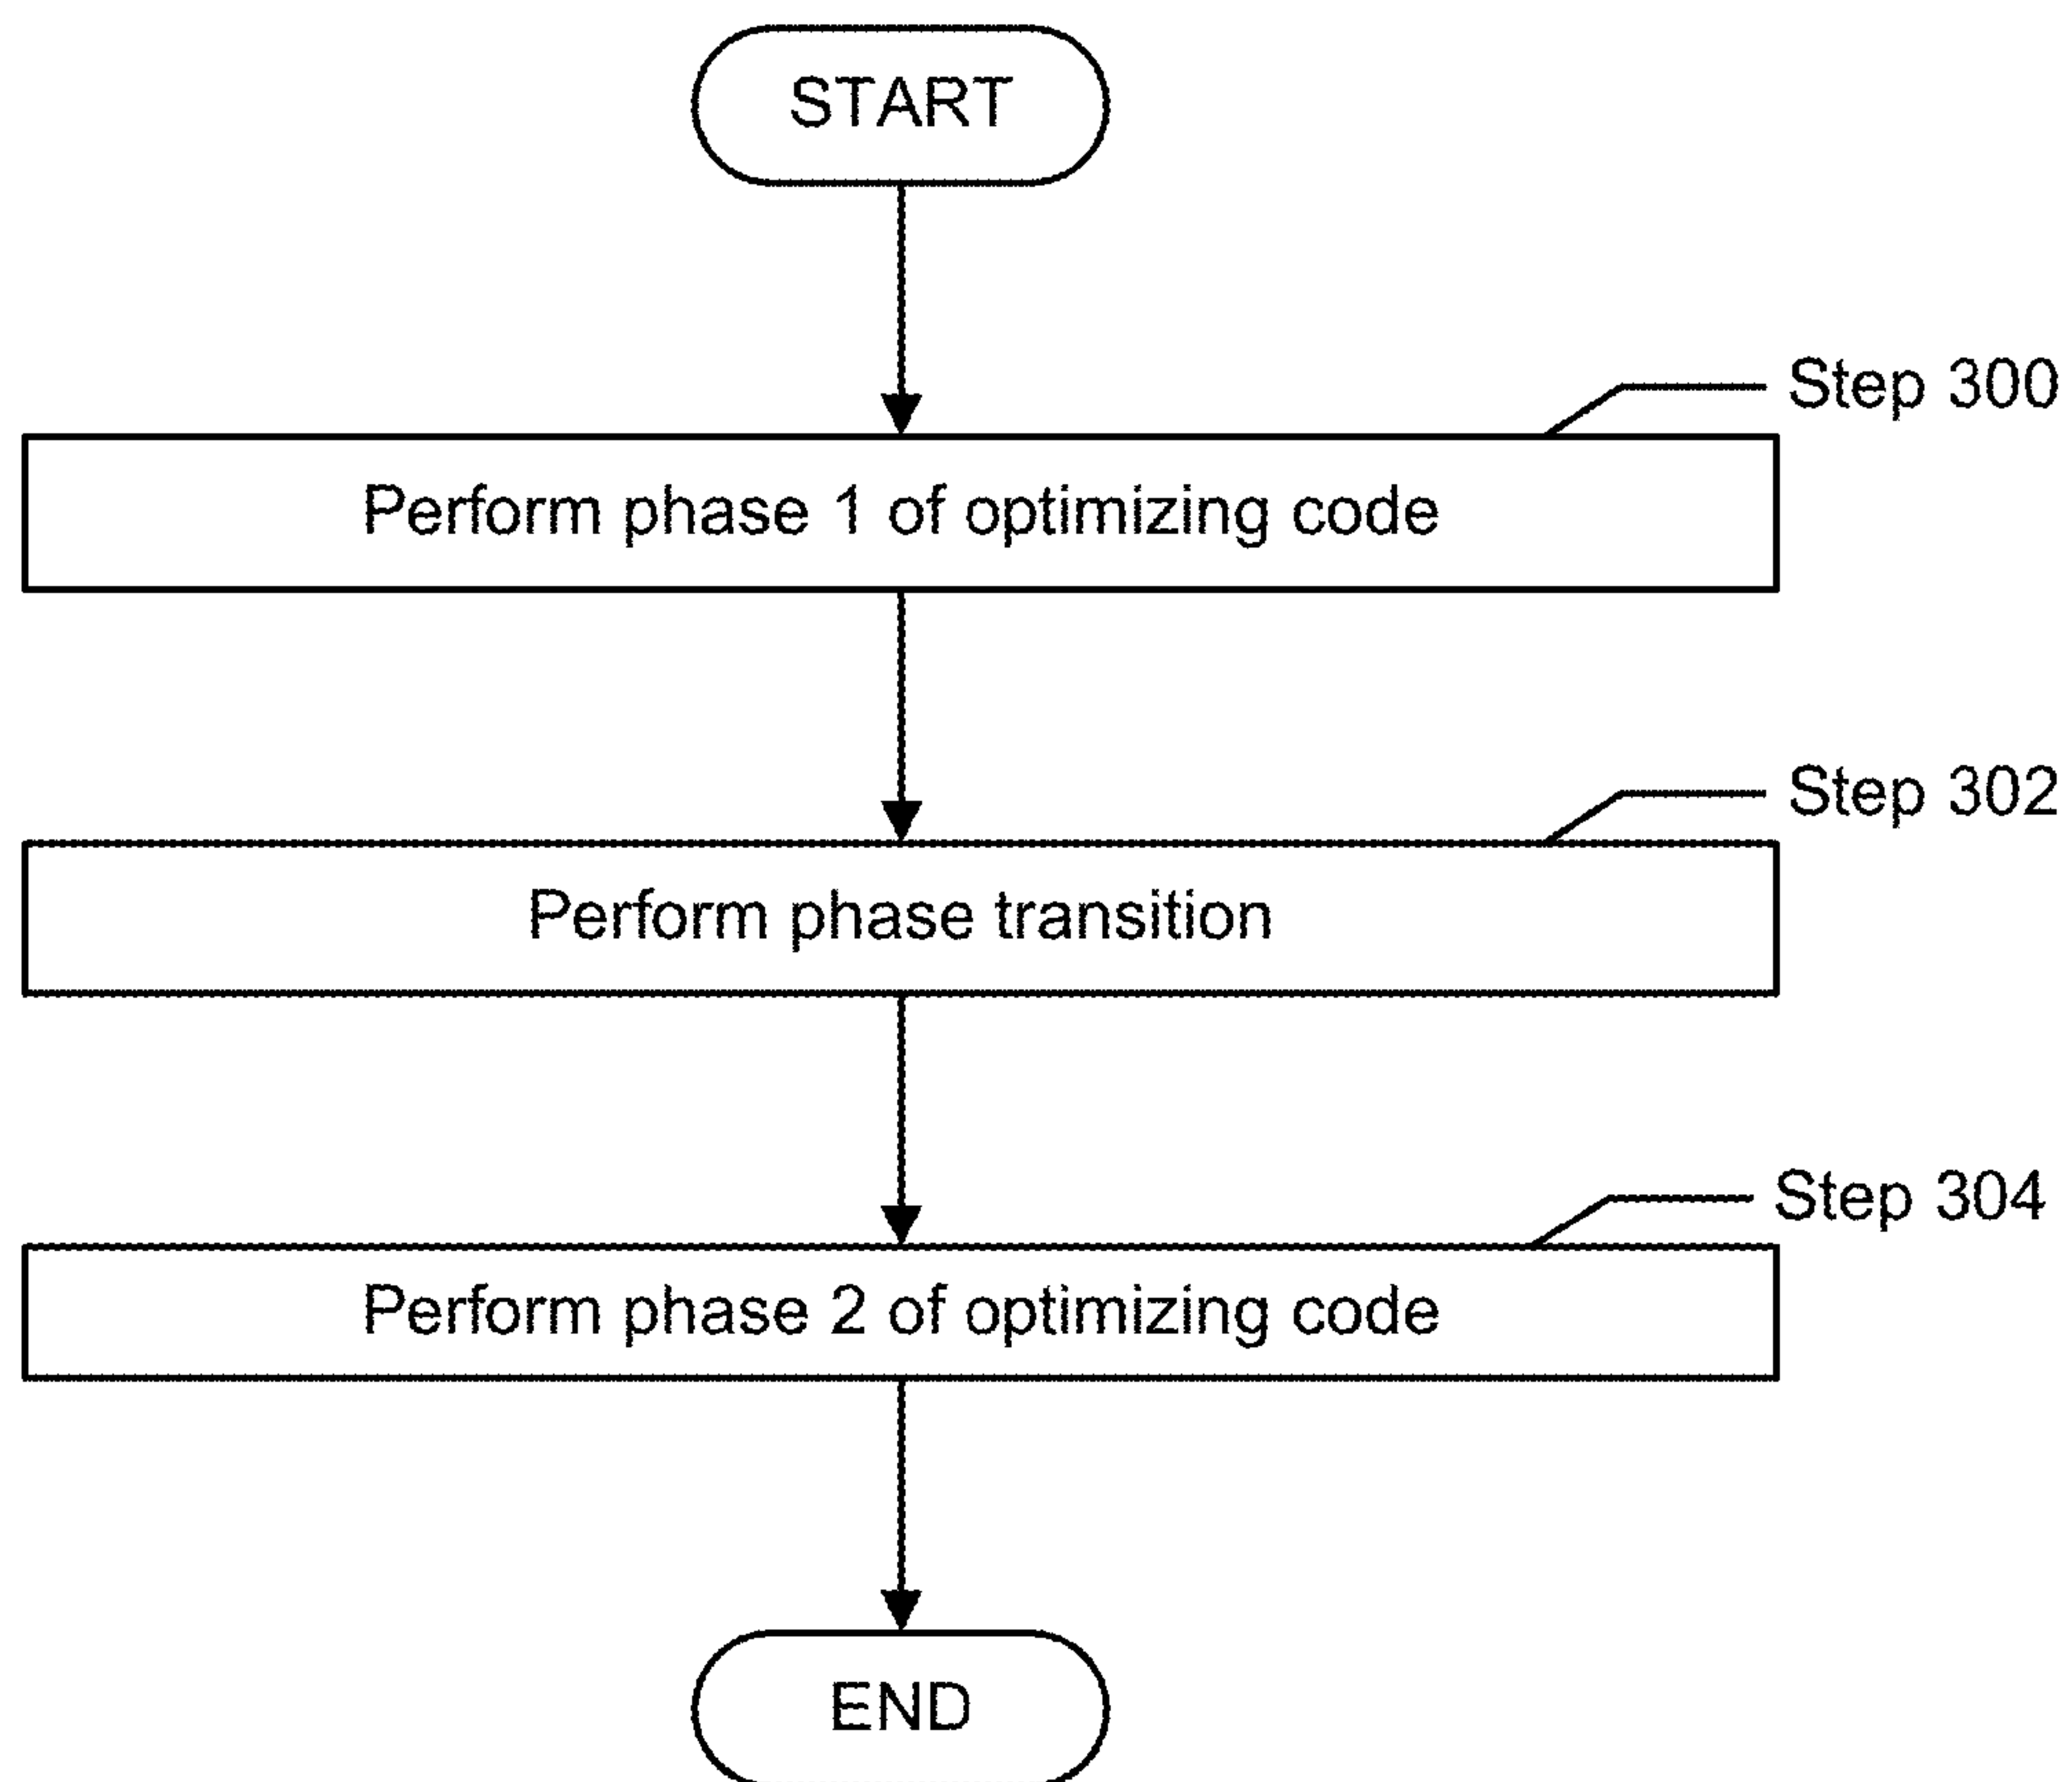 START
Step 300
Perform phase 1 of optimizing code
Step 302
Perform phase transition
Step 304
Perform phase 2 of optimizing code
END